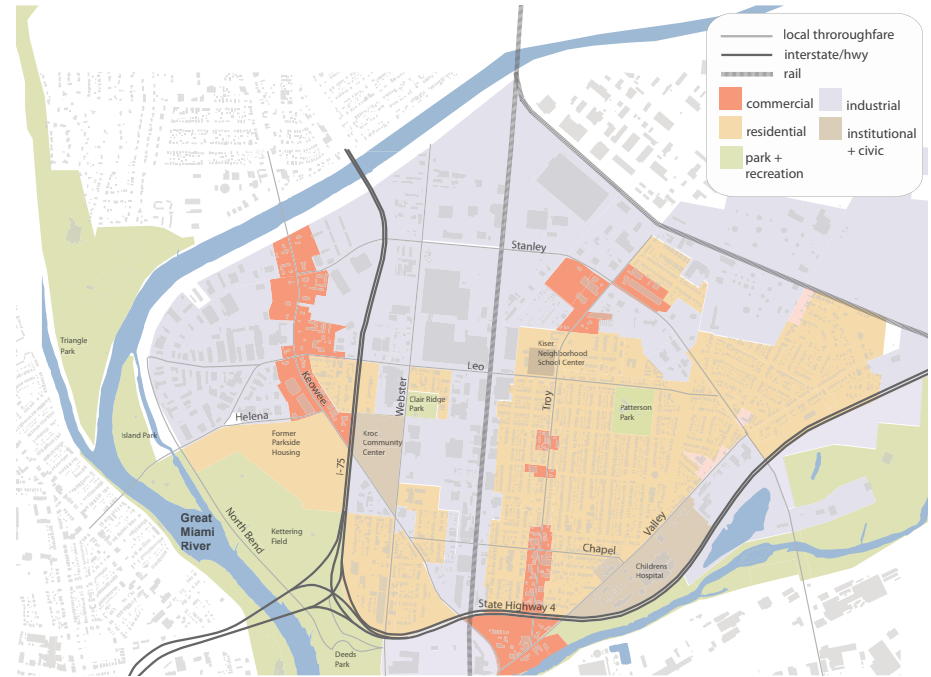 local throroughfare
interstate/hwy
rail
commercial
industrial
residential
institutional
+ civic
park +
recreation
Stanley
Triangle
Park
Kiser
Neighborhood
School Center
Leo
Keowee
Webster
Clair Ridge
Park
Troy
Patterson
Park
Helena
Island Park
Former
Parkside
Housing
Kroc
Community
Center
I-75
Great
Miami
River
North Bend
Kettering
Field
Valley
Chapel
Childrens
Hospital
State Highway 4
Deeds
Park